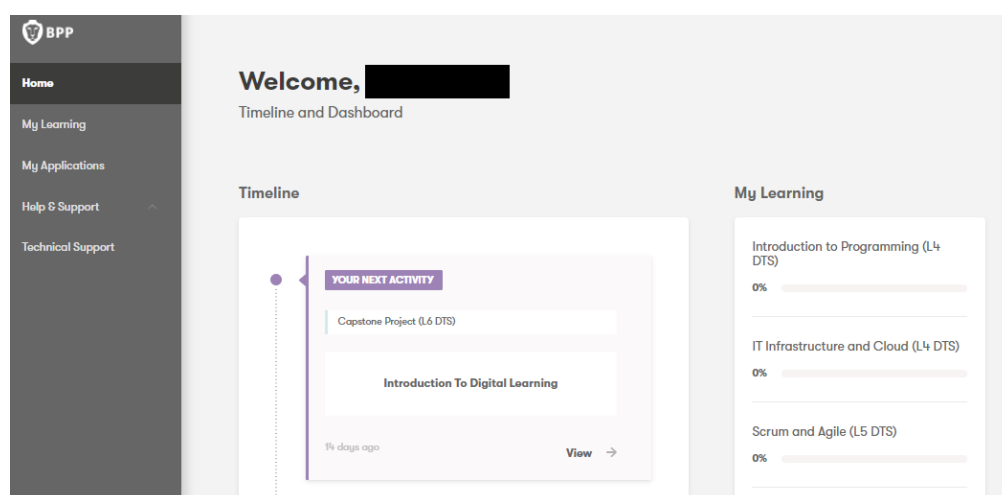 BPP
Home
My Learning
My Applications
Help & Support
Technical Support
Welcome,
Timeline and Dashboard
Timeline
YOUR NEXT ACTIVITY
Capstone Project (L6 DTS)
Introduction To Digital Learning
14 days ago
View
My Learning
Introduction to Programming (L4
DTS)
0%
IT Infrastructure and Cloud (L4 DTS)
0%
Scrum and Agile (L5 DTS)
0%